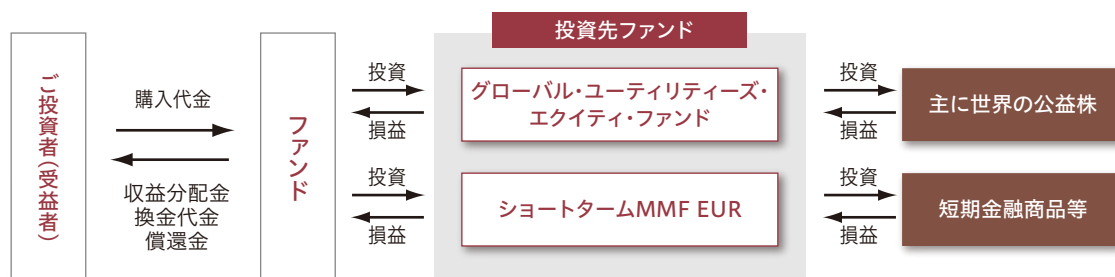 ご投資者(受益者)
購入代金
収益分配金
換金代金
償還金
ファンド
投資先ファンド
投資
損益
グローバル・ユーティリティーズ・
エクイティ・ファンド
投資
損益
主に世界の公益株
投資
損益
ショートタームMMF EUR
投資
損益
短期金融商品等